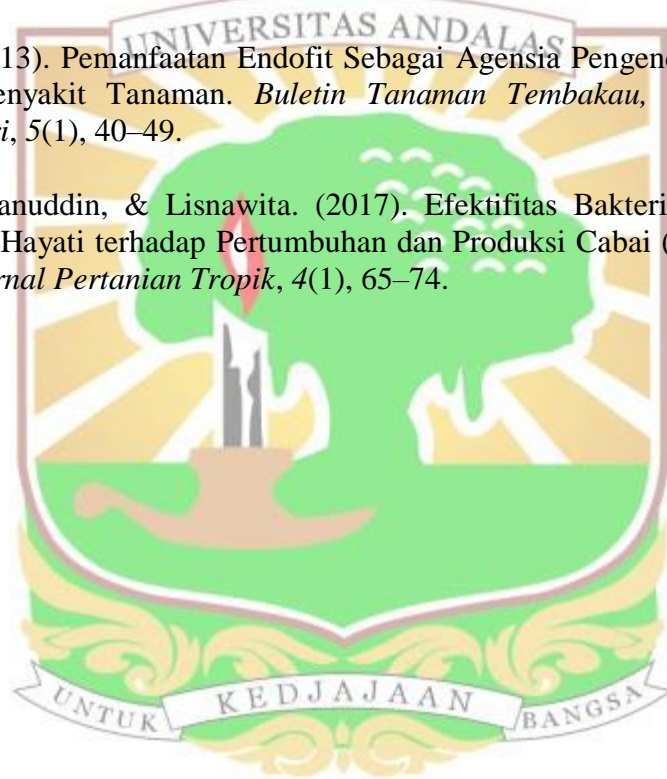 UNIVERSITAS ANDALAS
13). Pemanfaatan Endofit Sebagai Agensia Pengend
enyakit Tanaman. Buletin Tanaman Tembakau,
ri, 5(1), 40–49.
anuddin, & Lisnawita. (2017). Efektifitas Bakteri
Hayati terhadap Pertumbuhan dan Produksi Cabai (
rnal Pertanian Tropik, 4(1), 65–74.
UNTUK KEDJAJAAN BANGSA